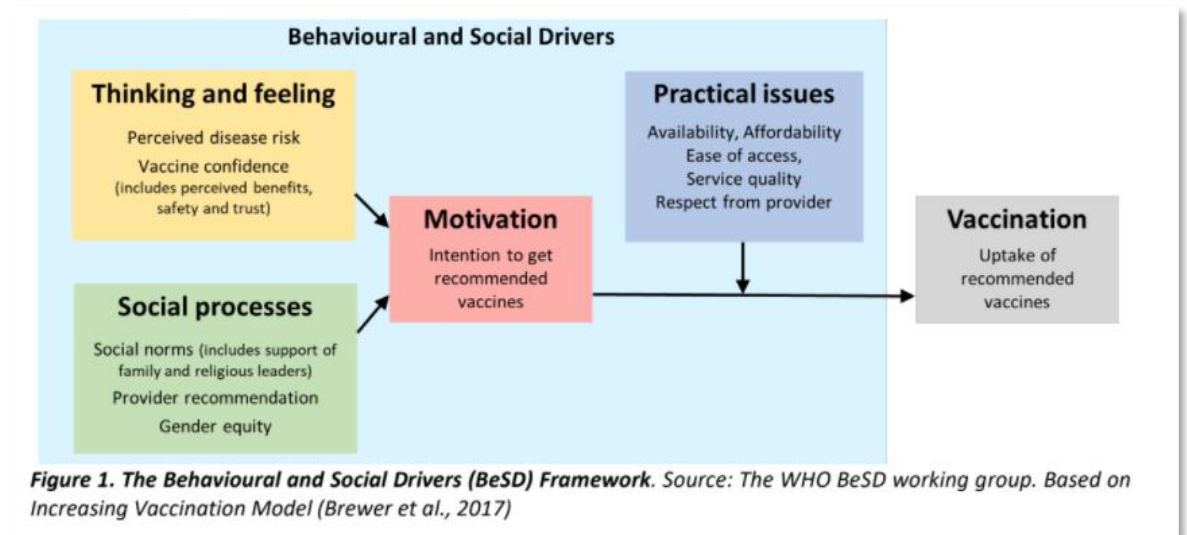 Behavioural and Social Drivers
Thinking and feeling
Perceived disease risk
Vaccine confidence
(includes perceived benefits,
safety and trust)
Social processes
Social norms (includes support of
family and religious leaders)
Provider recommendation
Gender equity
Motivation
Intention to get
recommended
vaccines
Practical issues
Availability, Affordability
Ease of access,
Service quality
Respect from provider
Vaccination
Uptake of
recommended
vaccines
Figure 1. The Behavioural and Social Drivers (BeSD) Framework. Source: The WHO BeSD working group. Based on
Increasing Vaccination Model (Brewer et al., 2017)